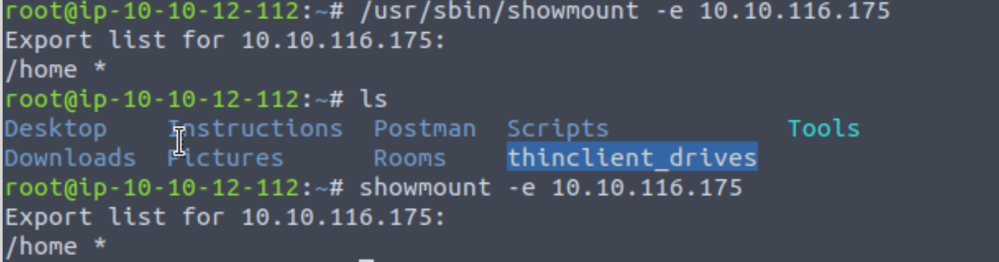 root@ip-10-10-12-112:~# /usr/sbin/showmount -e 10.10.116.175
Export list for 10.10.116.175:
/home *
root@ip-10-10-12-112:~# ls
Desktop Instructions Postman Scripts Tools
Downloads Pictures Rooms thinclient_drives
root@ip-10-10-12-112:~# showmount -e 10.10.116.175
Export list for 10.10.116.175:
/home *